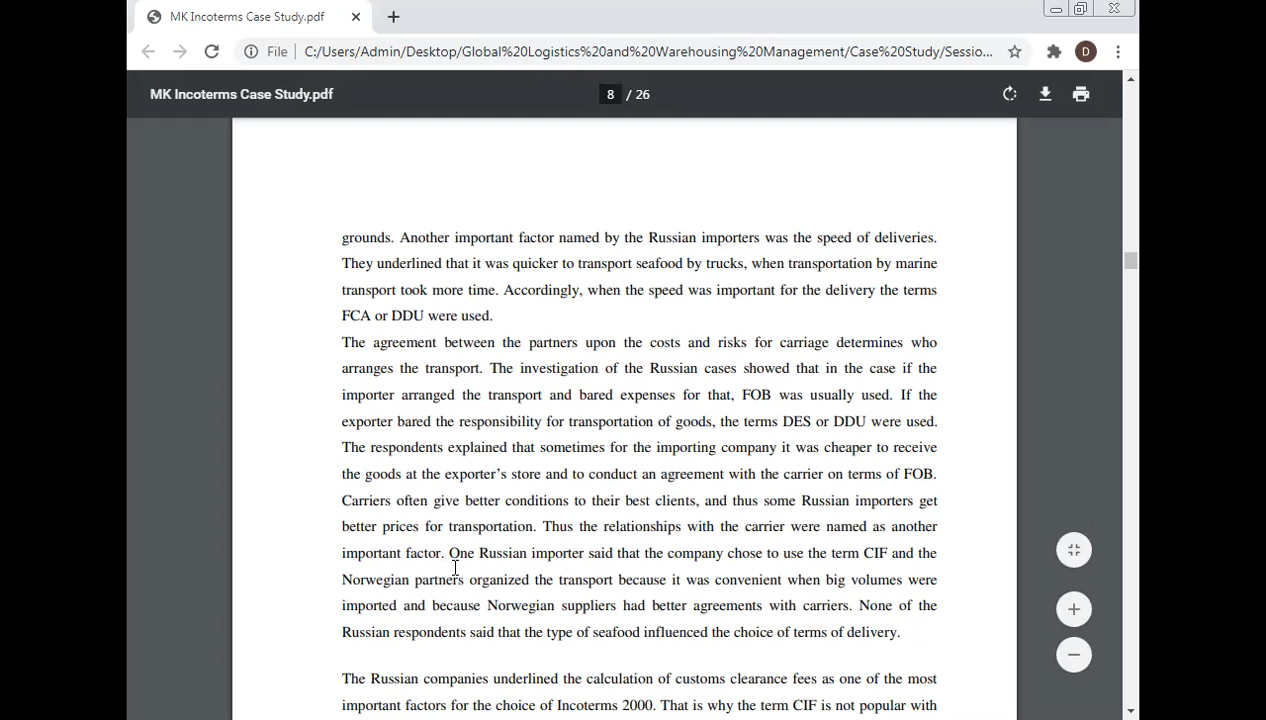 MK Incoterms Case Study.pdf
File
C:/Users/Admin/Desktop/Global%20Logistics%20and%20Warehousing%20Management/Case%20Study/Sessio...
D
MK Incoterms Case Study.pdf
8 / 26
grounds. Another important factor named by the Russian importers was the speed of deliveries.
They underlined that it was quicker to transport seafood by trucks, when transportation by marine
transport took more time. Accordingly, when the speed was important for the delivery the terms
FCA or DDU were used.
The agreement between the partners upon the costs and risks for carriage determines who
arranges the transport. The investigation of the Russian cases showed that in the case if the
importer arranged the transport and bared expenses for that, FOB was usually used. If the
exporter bared the responsibility for transportation of goods, the terms DES or DDU were used.
The respondents explained that sometimes for the importing company it was cheaper to receive
the goods at the exporter’s store and to conduct an agreement with the carrier on terms of FOB.
Carriers often give better conditions to their best clients, and thus some Russian importers get
better prices for transportation. Thus the relationships with the carrier were named as another
important factor. One Russian importer said that the company chose to use the term CIF and the
Norwegian partners organized the transport because it was convenient when big volumes were
imported and because Norwegian suppliers had better agreements with carriers. None of the
Russian respondents said that the type of seafood influenced the choice of terms of delivery.
The Russian companies underlined the calculation of customs clearance fees as one of the most
important factors for the choice of Incoterms 2000. That is why the term CIF is not popular with